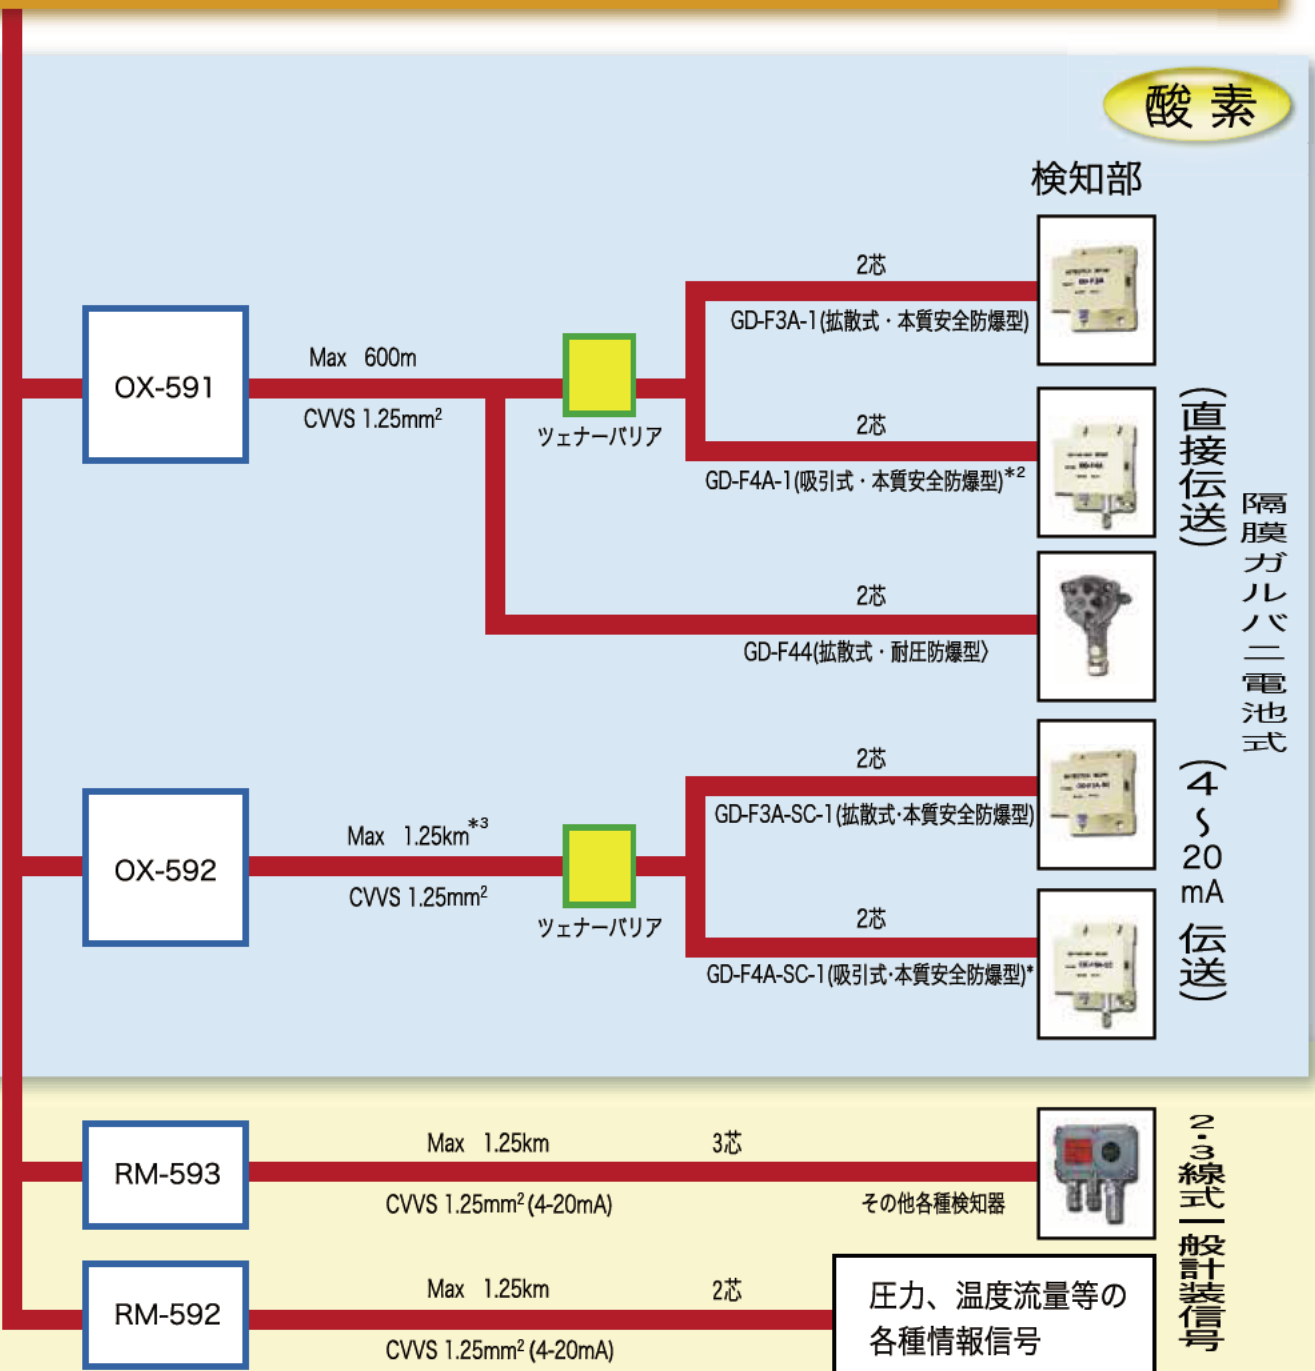 酸素
検知部
2芯
GD-F3A-1(拡散式・本質安全防爆型)
OX-591
Max 600m
CVVS 1.25mm²
ツェナーバリア
2芯
GD-F4A-1(吸引式・本質安全防爆型)*²
(直接伝送)
隔膜ガルバニ電池式
2芯
GD-F44(拡散式・耐圧防爆型〉
2芯
GD-F3A-SC-1(拡散式・本質安全防爆型)
OX-592
Max 1.25km*³
CVVS 1.25mm²
ツェナーバリア
2芯
GD-F4A-SC-1(吸引式・本質安全防爆型)*
(4〜20mA伝送)
RM-593
Max 1.25km 3芯
CVVS 1.25mm² (4-20mA)
その他各種検知器
2・3線式一般計装信号
RM-592
Max 1.25km 2芯
CVVS 1.25mm² (4-20mA)
圧力、温度流量等の
各種情報信号